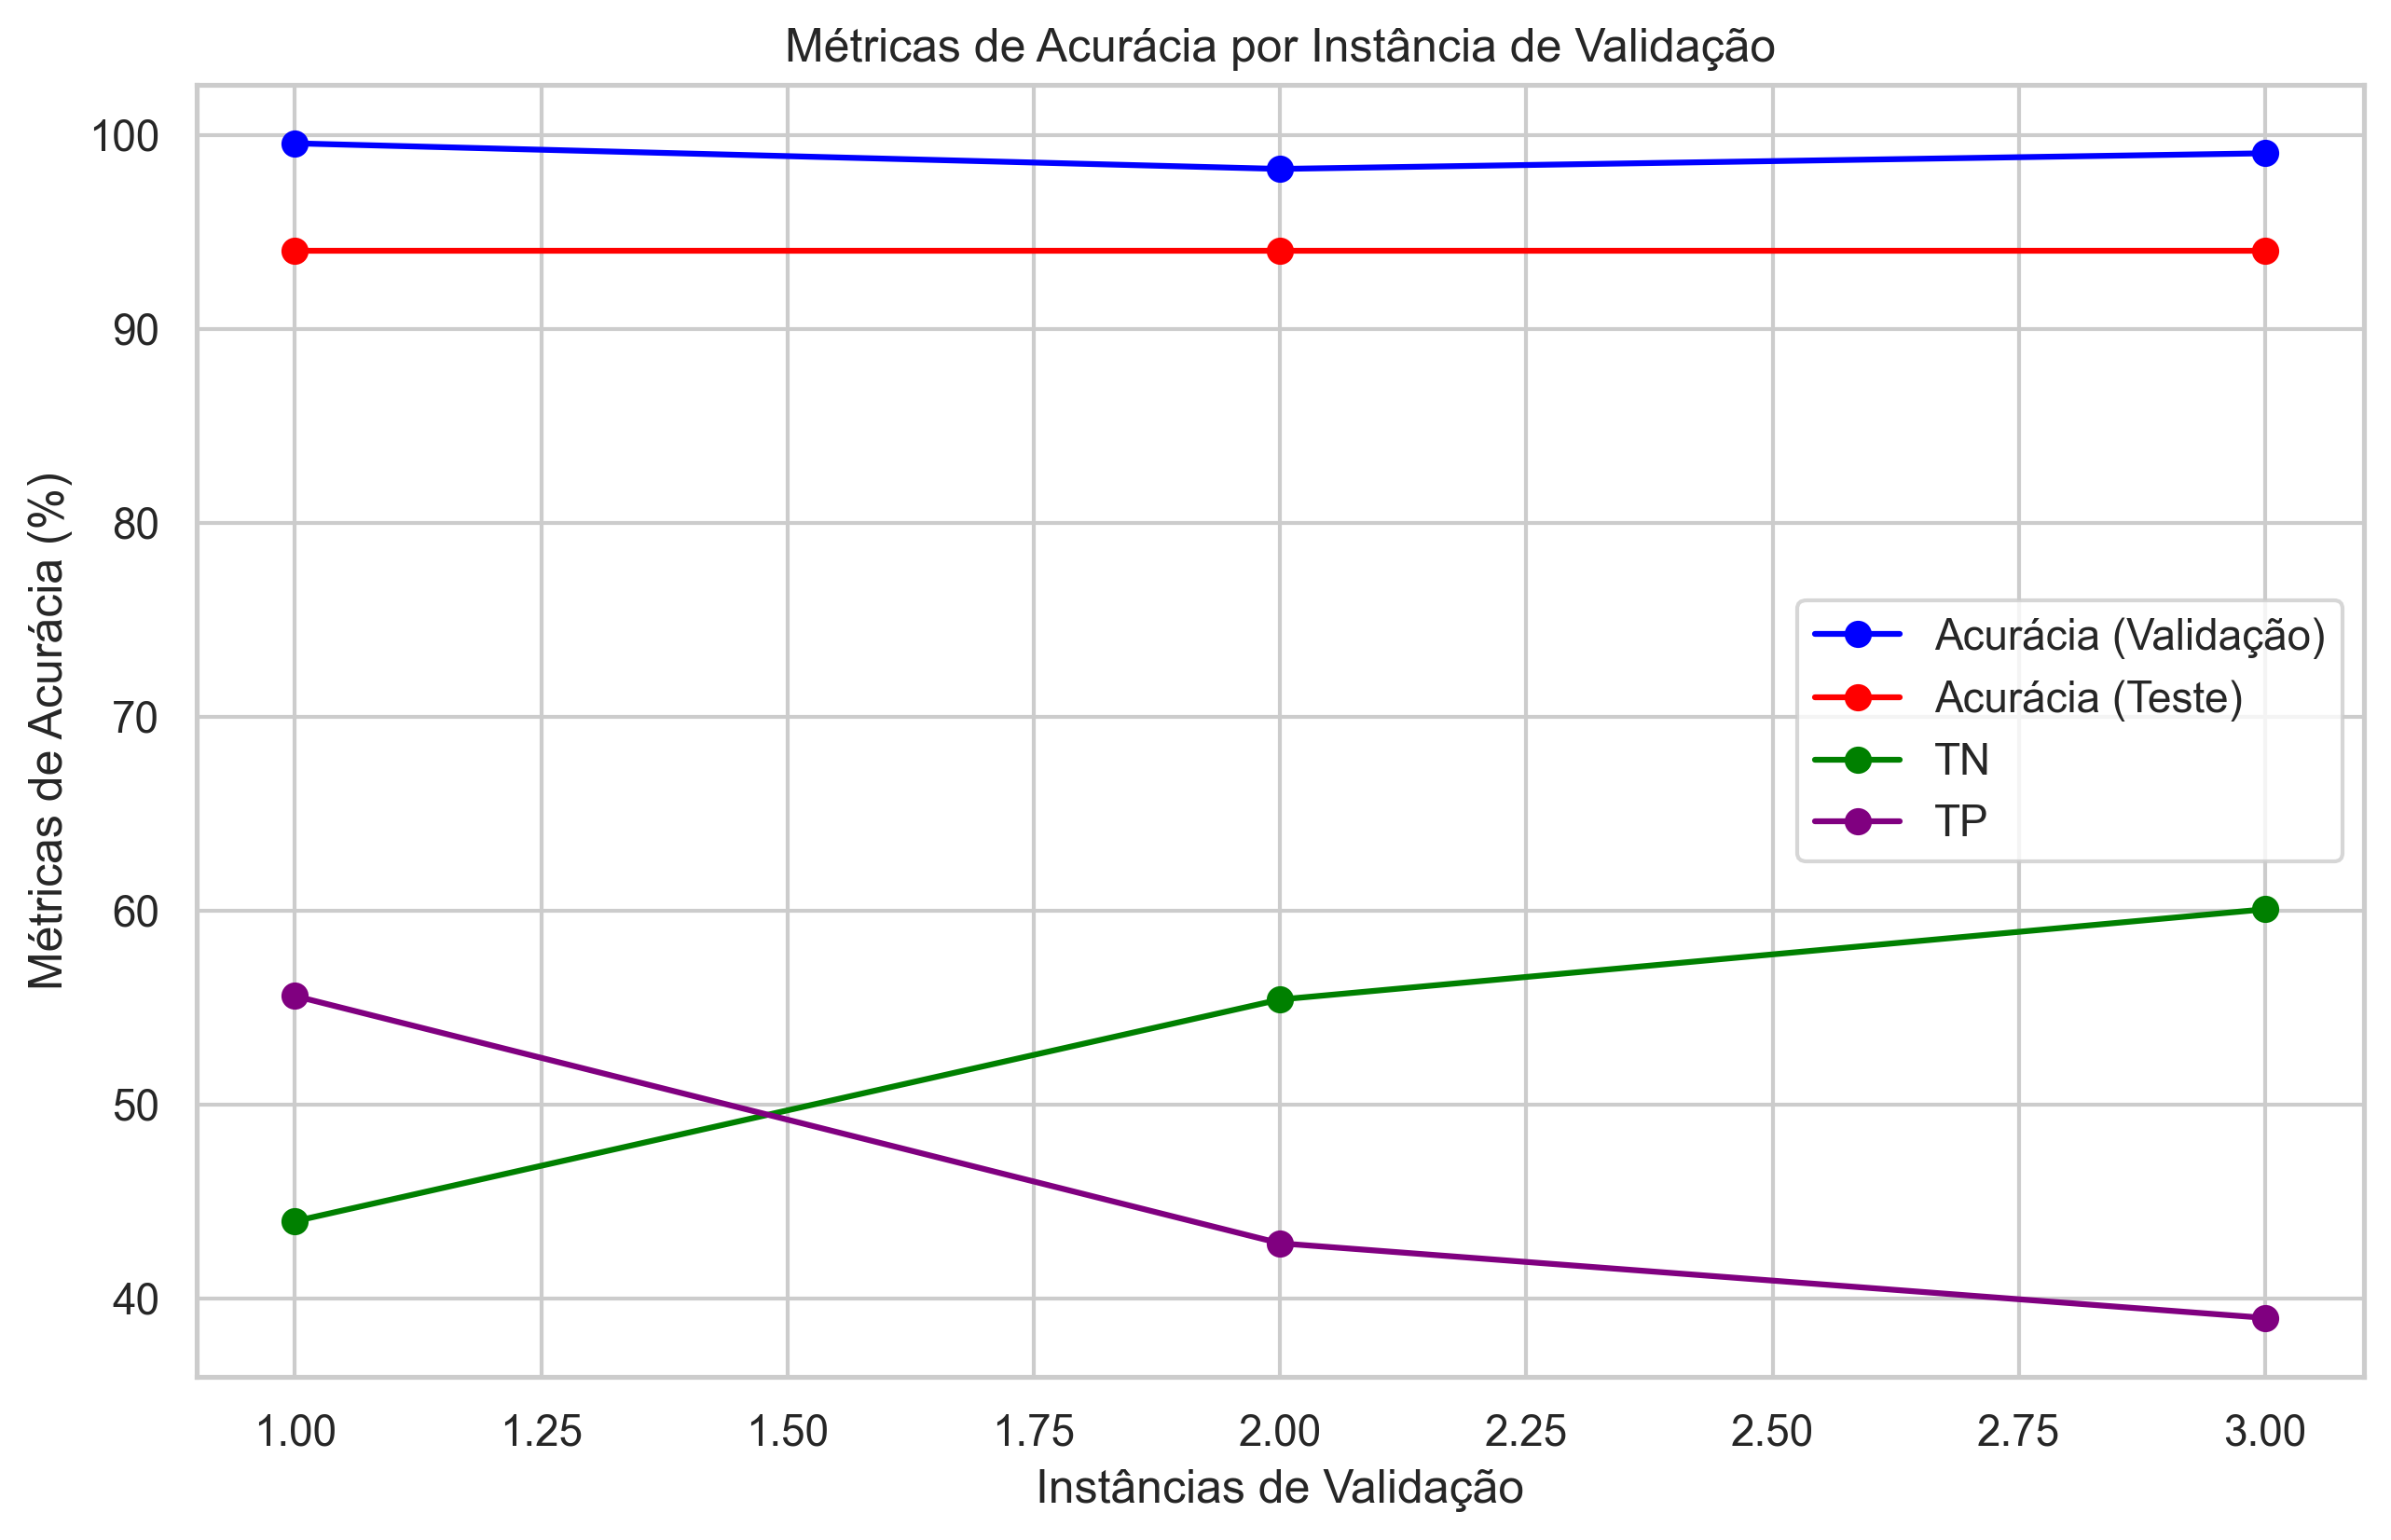 Métricas de Acurácia por Instância de Validação
Métricas de Acurácia (%)
100
90
80
70
60
50
40
Acurácia (Validação)
Acurácia (Teste)
TN
TP
1.00 1.25 1.50 1.75 2.00 2.25 2.50 2.75 3.00
Instâncias de Validação